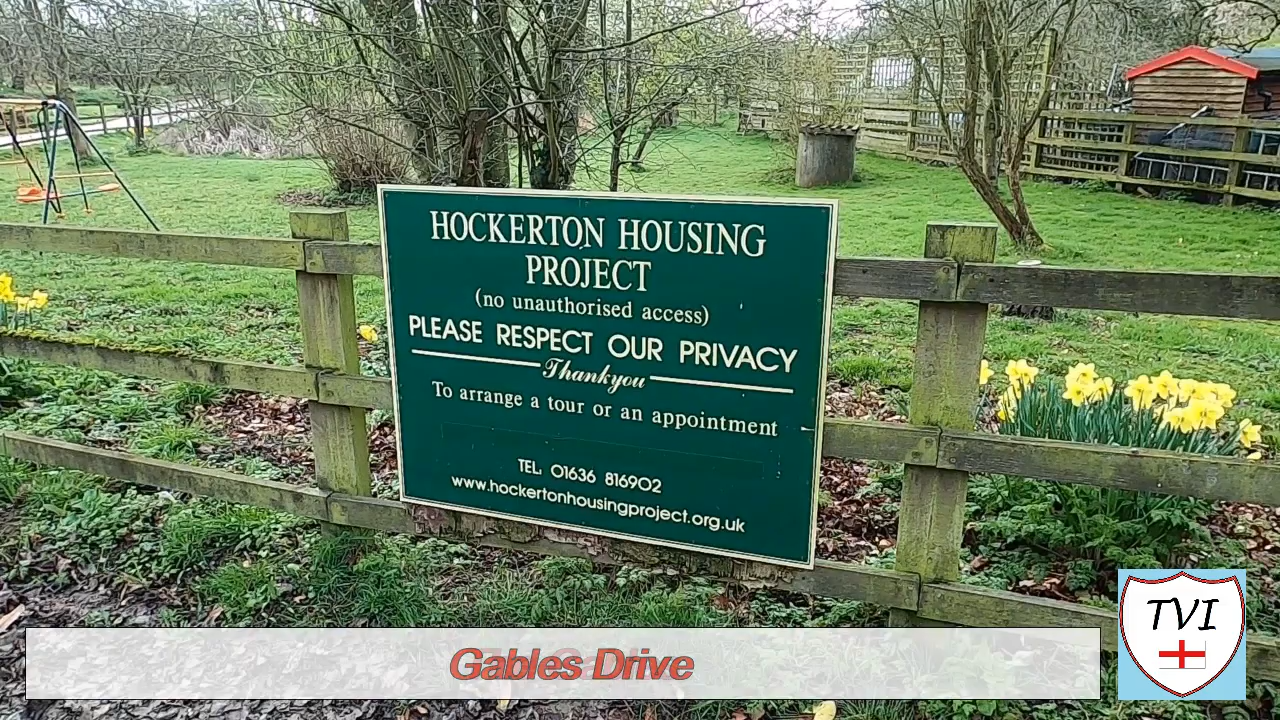 HOCKERTON HOUSING
PROJECT
(no unauthorised access)
PLEASE RESPECT OUR PRIVACY
Thankyou
To arrange a tour or an appointment
TEL. 01636 816902
www.hockertonhousingproject.org.uk
TVI
Gables Drive